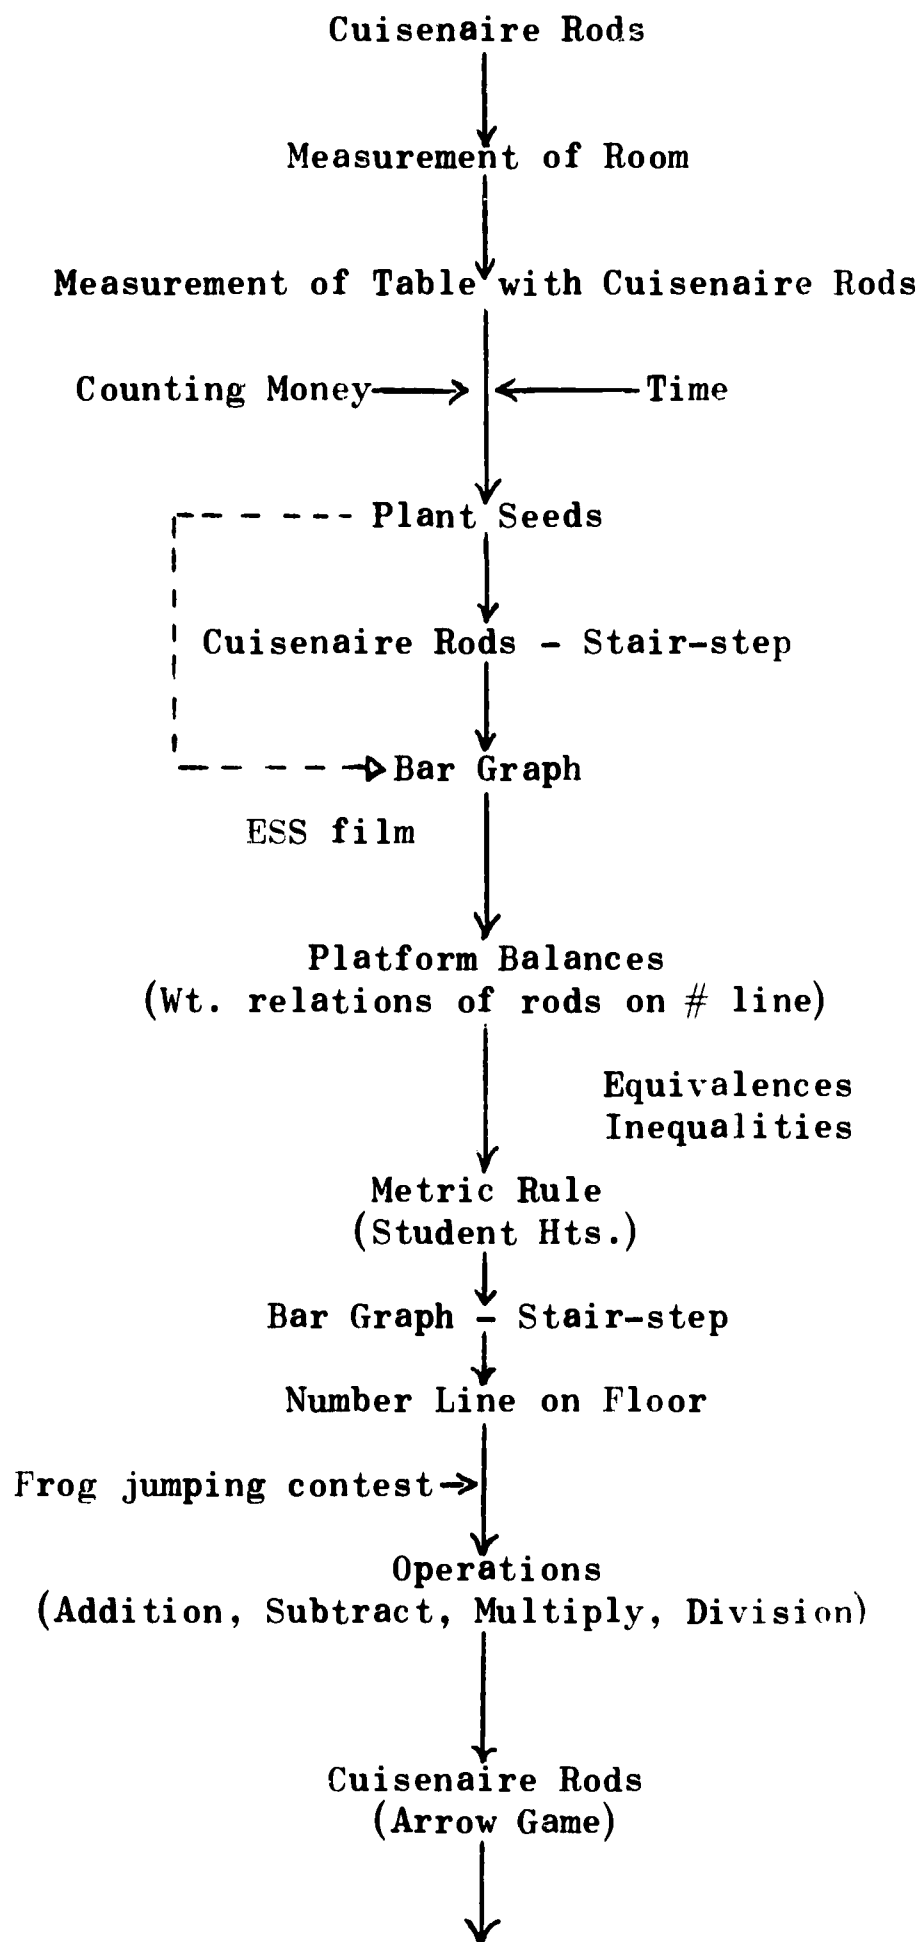 Cuisenaire Rods
Measurement of Room
Measurement of Table with Cuisenaire Rods
Counting Money
Time
Plant Seeds
Cuisenaire Rods - Stair-step
Bar Graph
ESS film
Platform Balances
(Wt. relations of rods on # line)
Equivalences
Inequalities
Metric Rule
(Student Hts.)
Bar Graph - Stair-step
Number Line on Floor
Frog jumping contest
Operations
(Addition, Subtract, Multiply, Division)
Cuisenaire Rods
(Arrow Game)